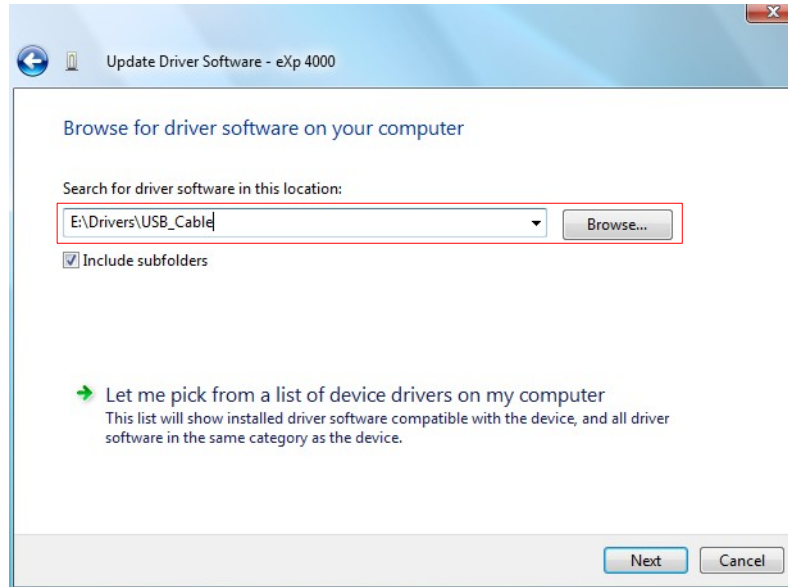 Update Driver Software - eXp 4000
Browse for driver software on your computer
Search for driver software in this location:
E:\Drivers\USB_Cable
Browse...
Include subfolders
Let me pick from a list of device drivers on my computer
This list will show installed driver software compatible with the device, and all driver
software in the same category as the device.
Next
Cancel